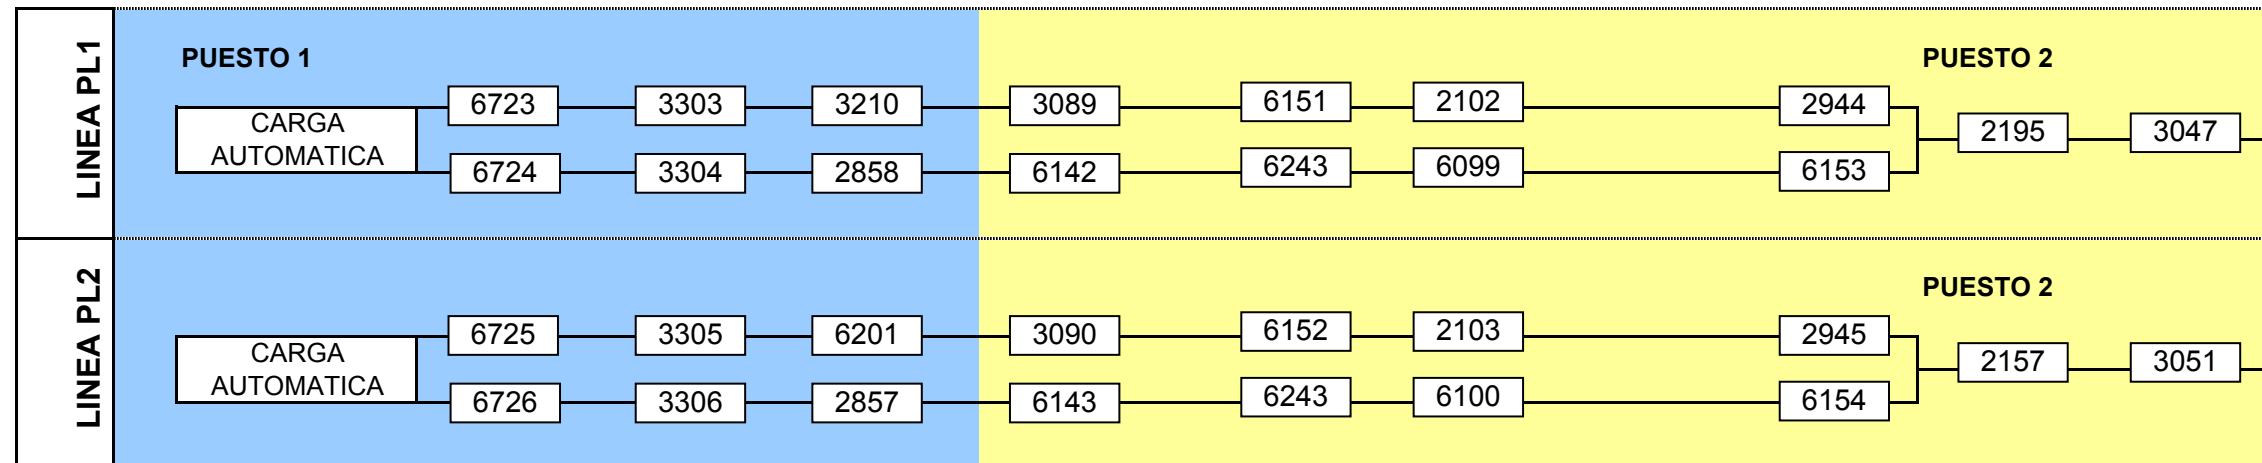 LINEA PL1
PUESTO 1
PUESTO 2
6723 3303 3210 3089 6151 2102 2944
CARGA
AUTOMATICA
2195 3047
6724 3304 2858 6142 6243 6099 6153
LINEA PL2
PUESTO 2
6725 3305 6201 3090 6152 2103 2945
CARGA
AUTOMATICA
2157 3051
6726 3306 2857 6143 6243 6100 6154